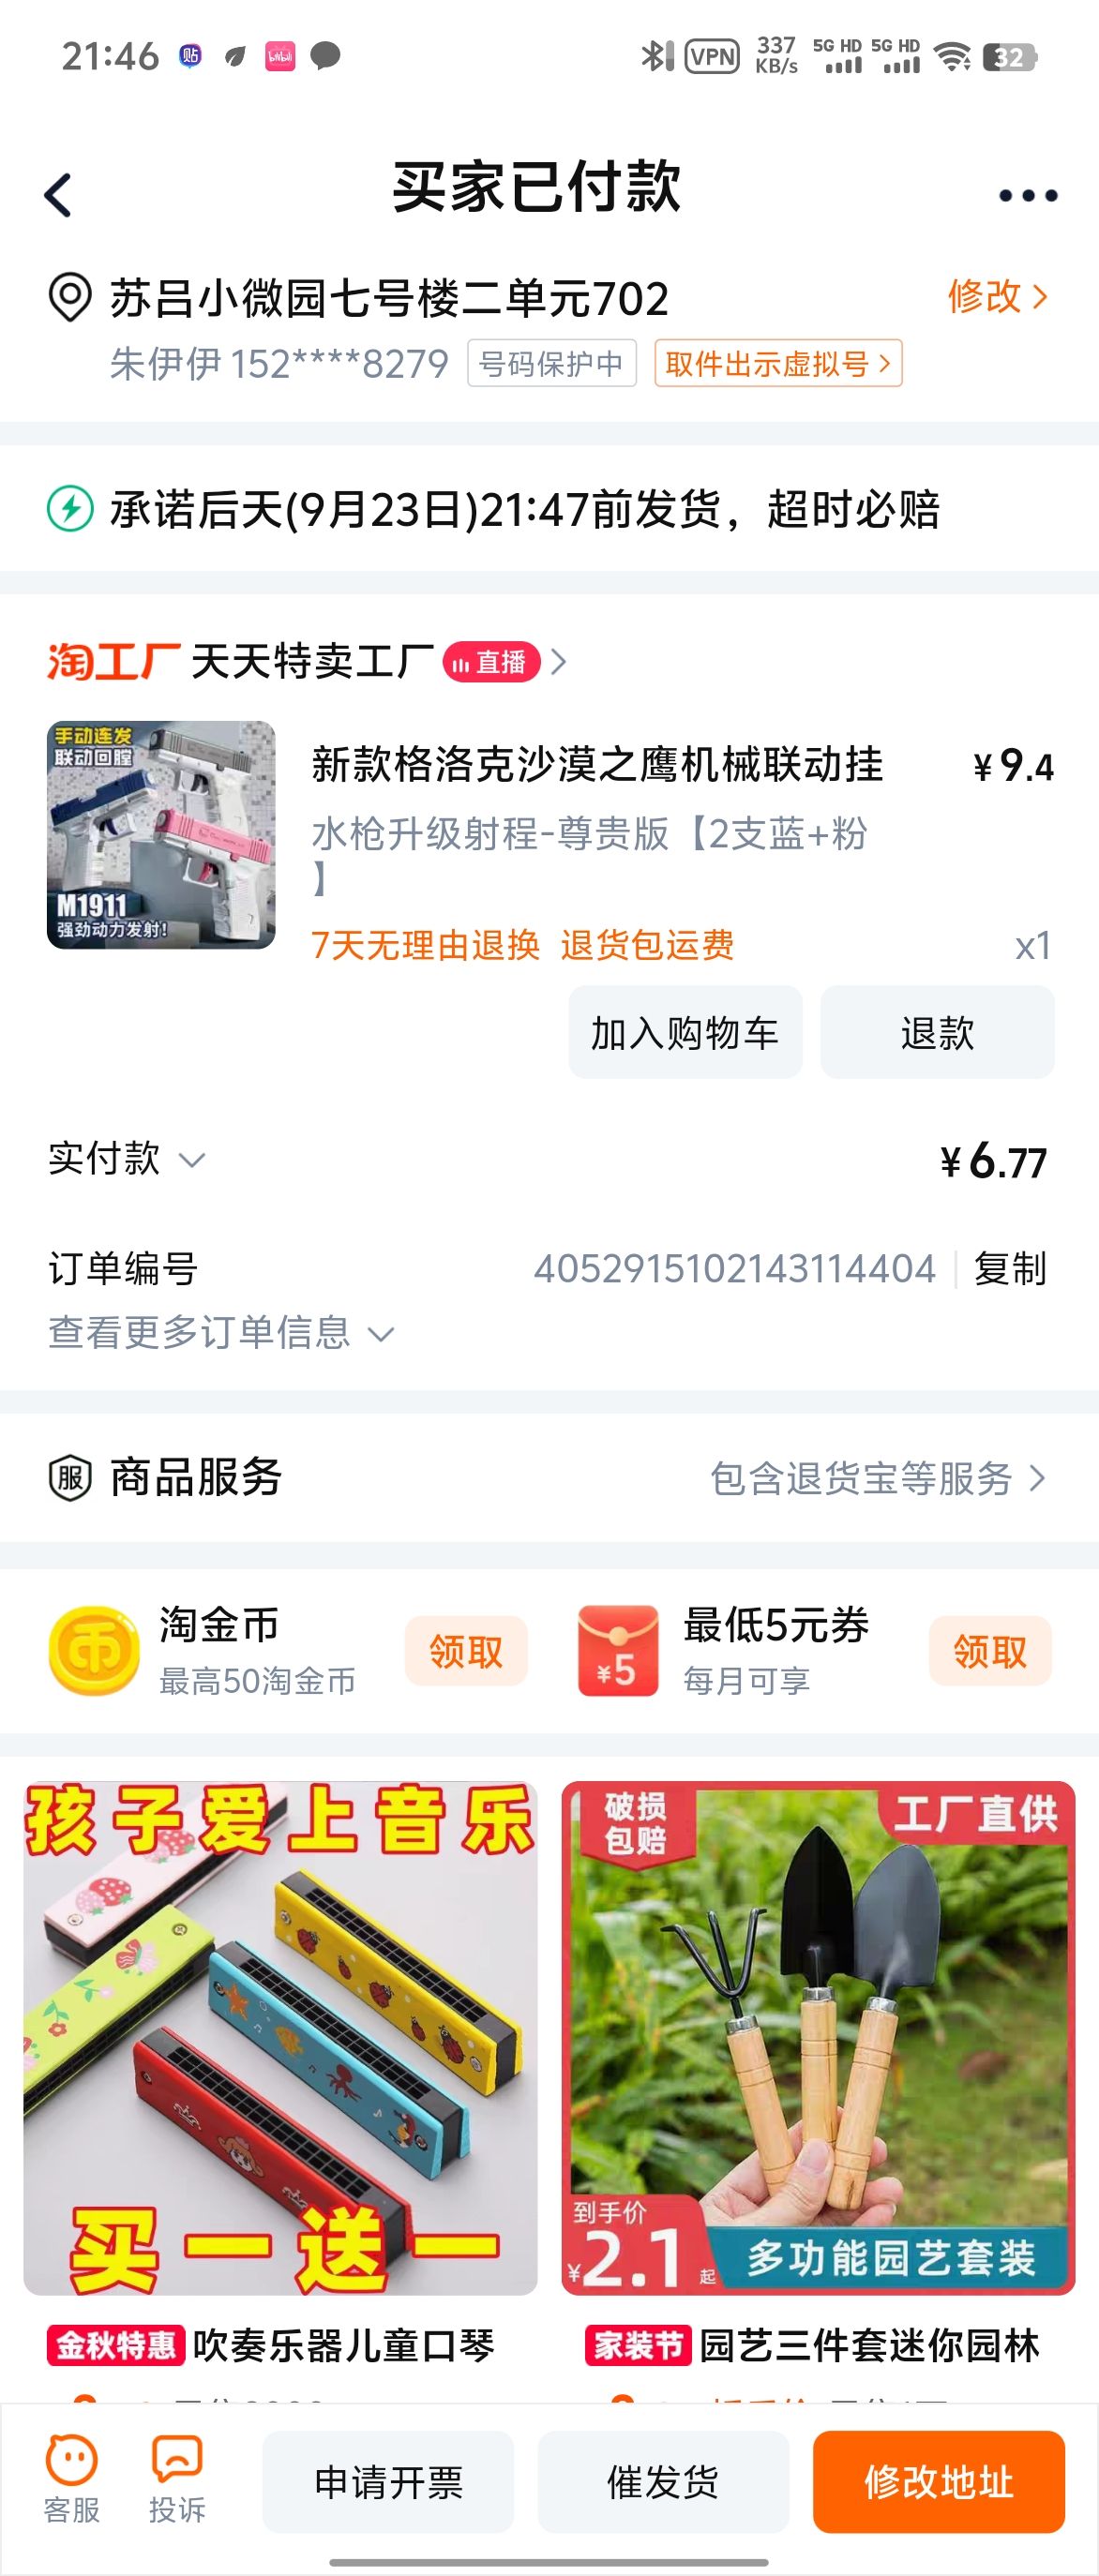 21:46
贴
bilibili
VPN
337
KB/s
5G HD 5G HD
32
买家已付款
苏吕小微园七号楼二单元702
修改
朱伊伊 152****8279
号码保护中
取件出示虚拟号
承诺后天(9月23日)21:47前发货，超时必赔
淘工厂 天天特卖工厂
直播
手动连发
联动回膛
M1911
强劲动力发射!
新款格洛克沙漠之鹰机械联动挂
¥9.4
水枪升级射程-尊贵版【2支蓝+粉
】
7天无理由退换 退货包运费
x1
加入购物车
退款
实付款
¥6.77
订单编号
4052915102143114404
复制
查看更多订单信息
服
商品服务
包含退货宝等服务
币
淘金币
最高50淘金币
领取
¥5
最低5元券
每月可享
领取
孩子爱上音乐
买一送一
破损
包赔
工厂直供
到手价
¥2.1起
多功能园艺套装
金秋特惠 吹奏乐器儿童口琴
家装节 园艺三件套迷你园林
客服
投诉
申请开票
催发货
修改地址